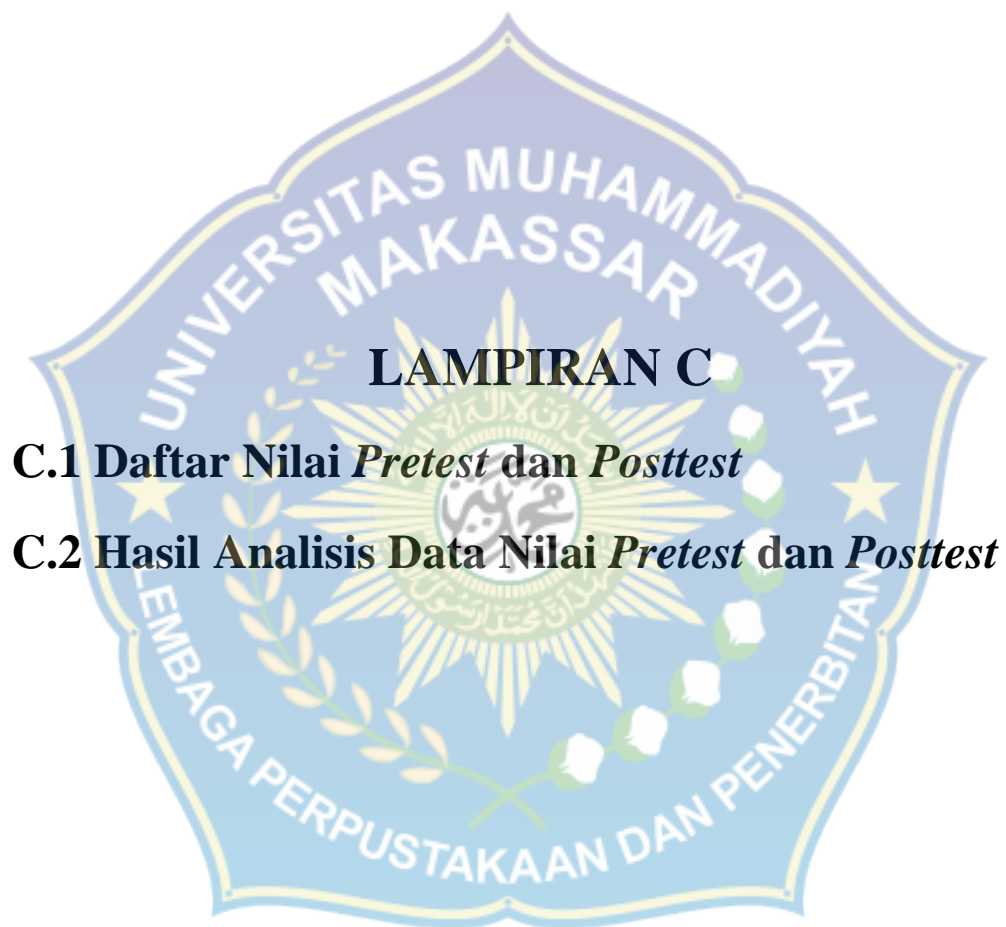 UNIVERSITAS MUHAMMADIYAH
MAKASSAR
LAMPIRAN C
C.1 Daftar Nilai Pretest dan Posttest
C.2 Hasil Analisis Data Nilai Pretest dan Posttest
LEMBAGA PERPUSTAKAAN DAN PENERBITAN